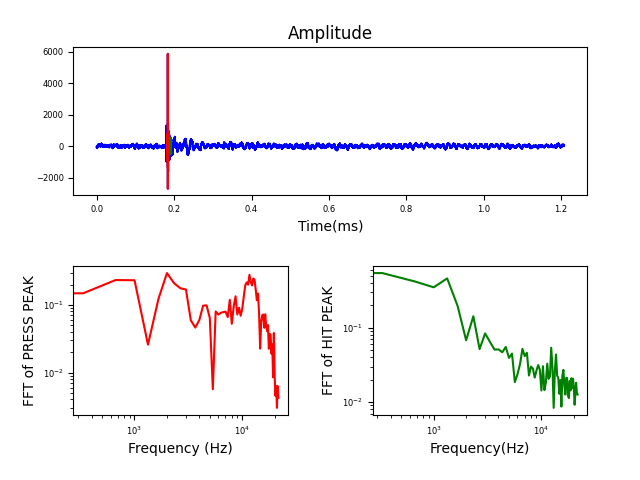 Amplitude
6000
4000
2000
0
−2000
0.0 0.2 0.4 0.6 0.8 1.0 1.2
Time(ms)
FFT of PRESS PEAK
10⁻¹
10⁻²
10³ 10⁴
Frequency (Hz)
FFT of HIT PEAK
10⁻¹
10⁻²
10³ 10⁴
Frequency(Hz)